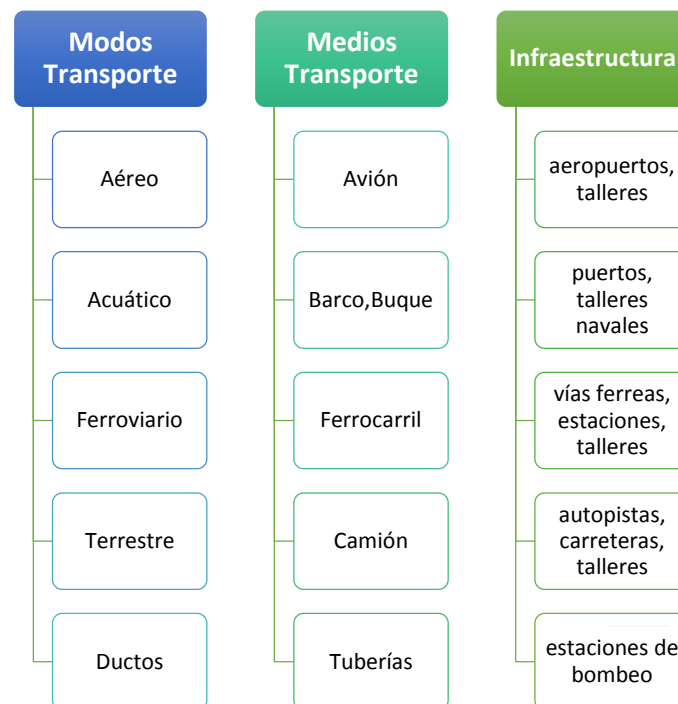 Modos
Transporte
Aéreo
Acuático
Ferroviario
Terrestre
Ductos
Medios
Transporte
Avión
Barco,Buque
Ferrocarril
Camión
Tuberías
Infraestructura
aeropuertos,
talleres
puertos,
talleres
navales
vías ferreas,
estaciones,
talleres
autopistas,
carreteras,
talleres
estaciones de
bombeo